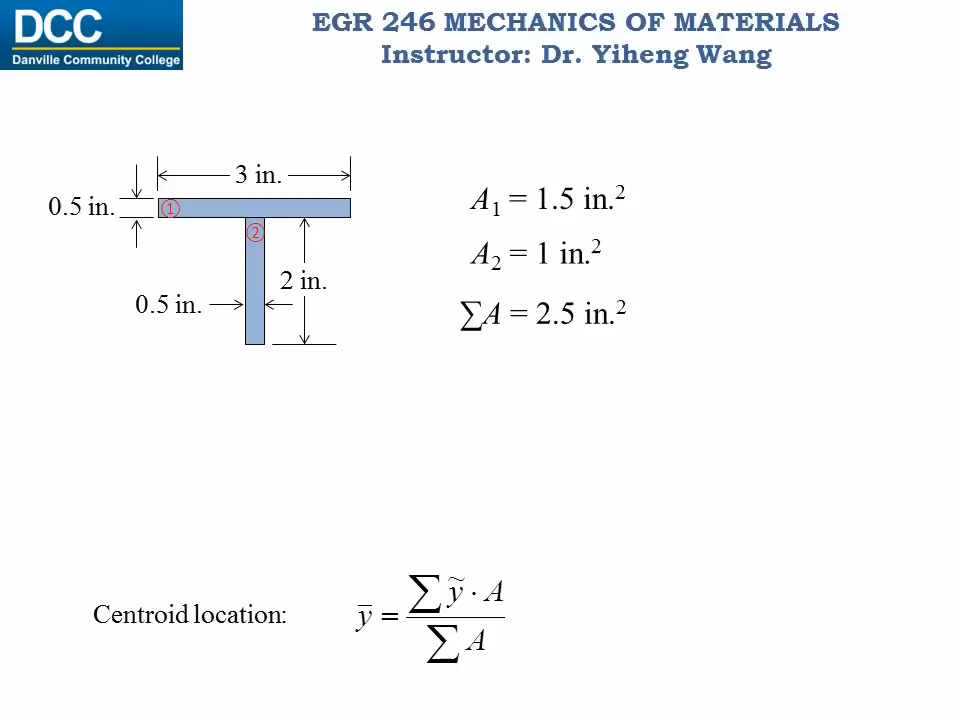 DCC
Danville Community College
EGR 246 MECHANICS OF MATERIALS
Instructor: Dr. Yiheng Wang
3 in.
0.5 in.
①
②
2 in.
0.5 in.
A₁ = 1.5 in.²
A₂ = 1 in.²
∑A = 2.5 in.²
Centroid location: y̅ = ∑ ỹ · A / ∑ A